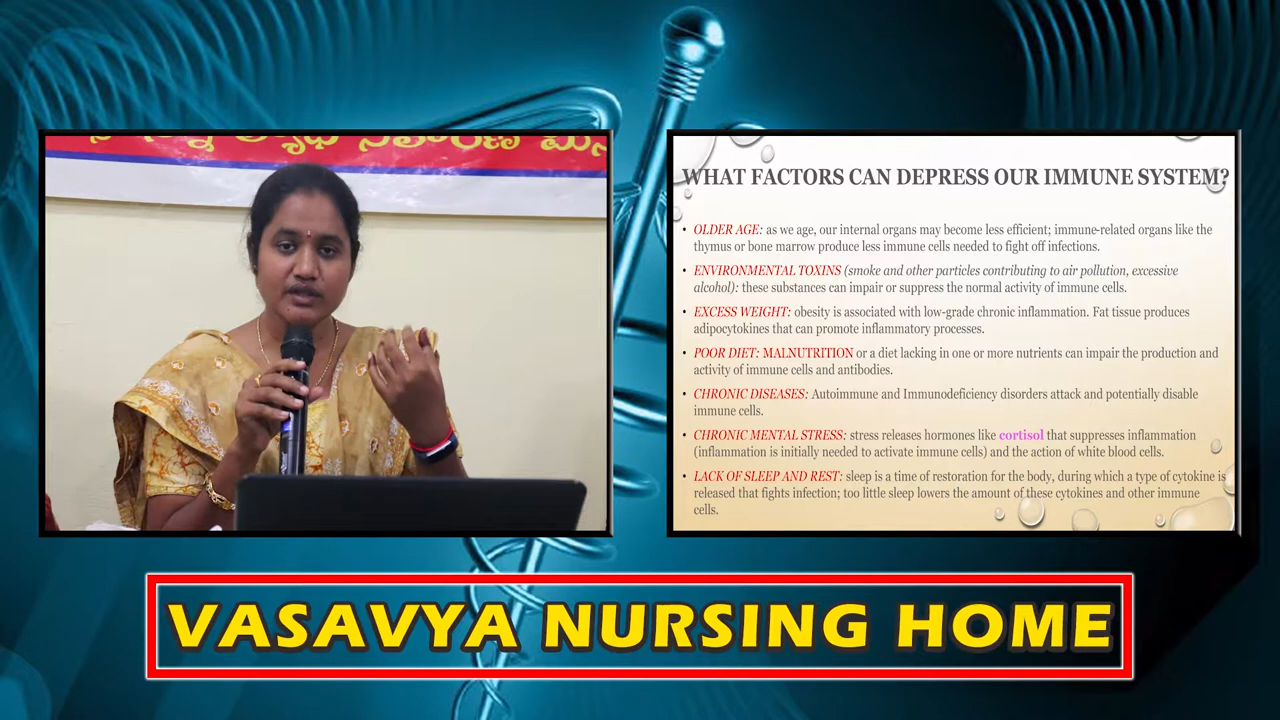 WHAT FACTORS CAN DEPRESS OUR IMMUNE SYSTEM?
• OLDER AGE: as we age, our internal organs may become less efficient; immune-related organs like the
thymus or bone marrow produce less immune cells needed to fight off infections.
• ENVIRONMENTAL TOXINS (smoke and other particles contributing to air pollution, excessive
alcohol): these substances can impair or suppress the normal activity of immune cells.
• EXCESS WEIGHT: obesity is associated with low-grade chronic inflammation. Fat tissue produces
adipocytokines that can promote inflammatory processes.
• POOR DIET: MALNUTRITION or a diet lacking in one or more nutrients can impair the production and
activity of immune cells and antibodies.
• CHRONIC DISEASES: Autoimmune and Immunodeficiency disorders attack and potentially disable
immune cells.
• CHRONIC MENTAL STRESS: stress releases hormones like cortisol that suppresses inflammation
(inflammation is initially needed to activate immune cells) and the action of white blood cells.
• LACK OF SLEEP AND REST: sleep is a time of restoration for the body, during which a type of cytokine is
released that fights infection; too little sleep lowers the amount of these cytokines and other immune
cells.
VASAVYA NURSING HOME